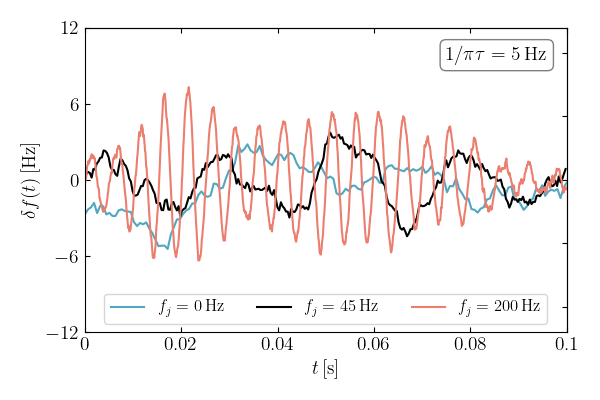 12
1/πτ = 5 Hz
6
δf(t) [Hz]
0
−6
f_j = 0 Hz f_j = 45 Hz f_j = 200 Hz
−12
0 0.02 0.04 0.06 0.08 0.1
t [s]